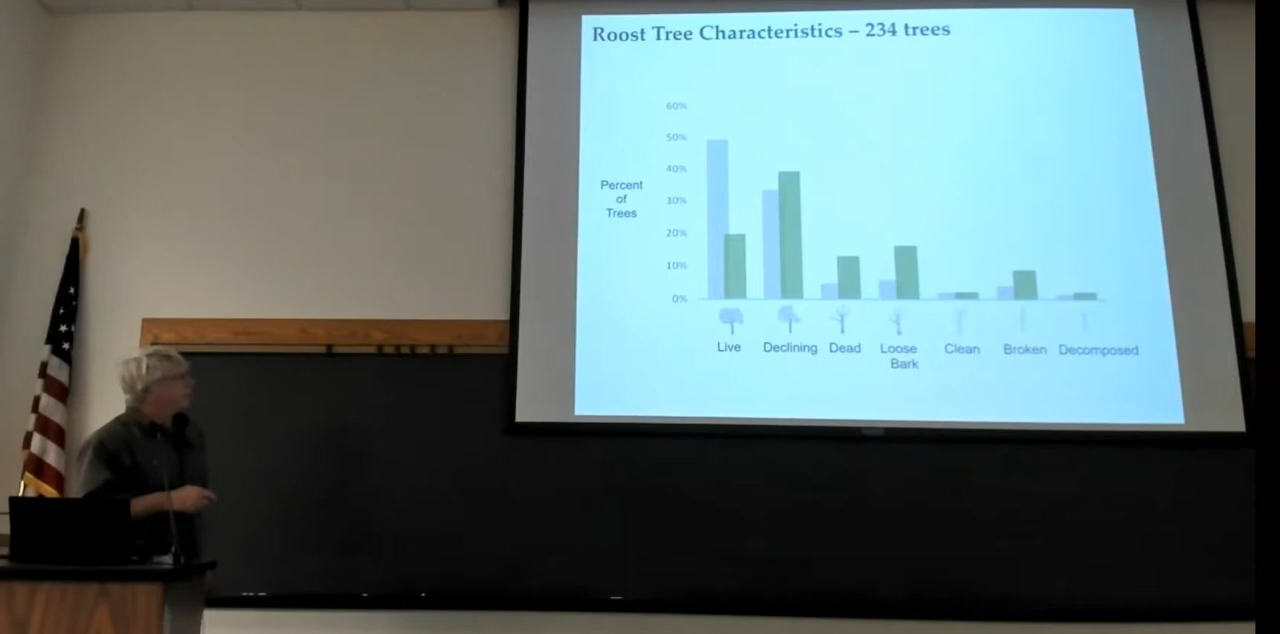 Roost Tree Characteristics – 234 trees
60%
50%
40%
30%
20%
10%
0%
Percent
of
Trees
Live Declining Dead Loose Clean Broken Decomposed
Bark